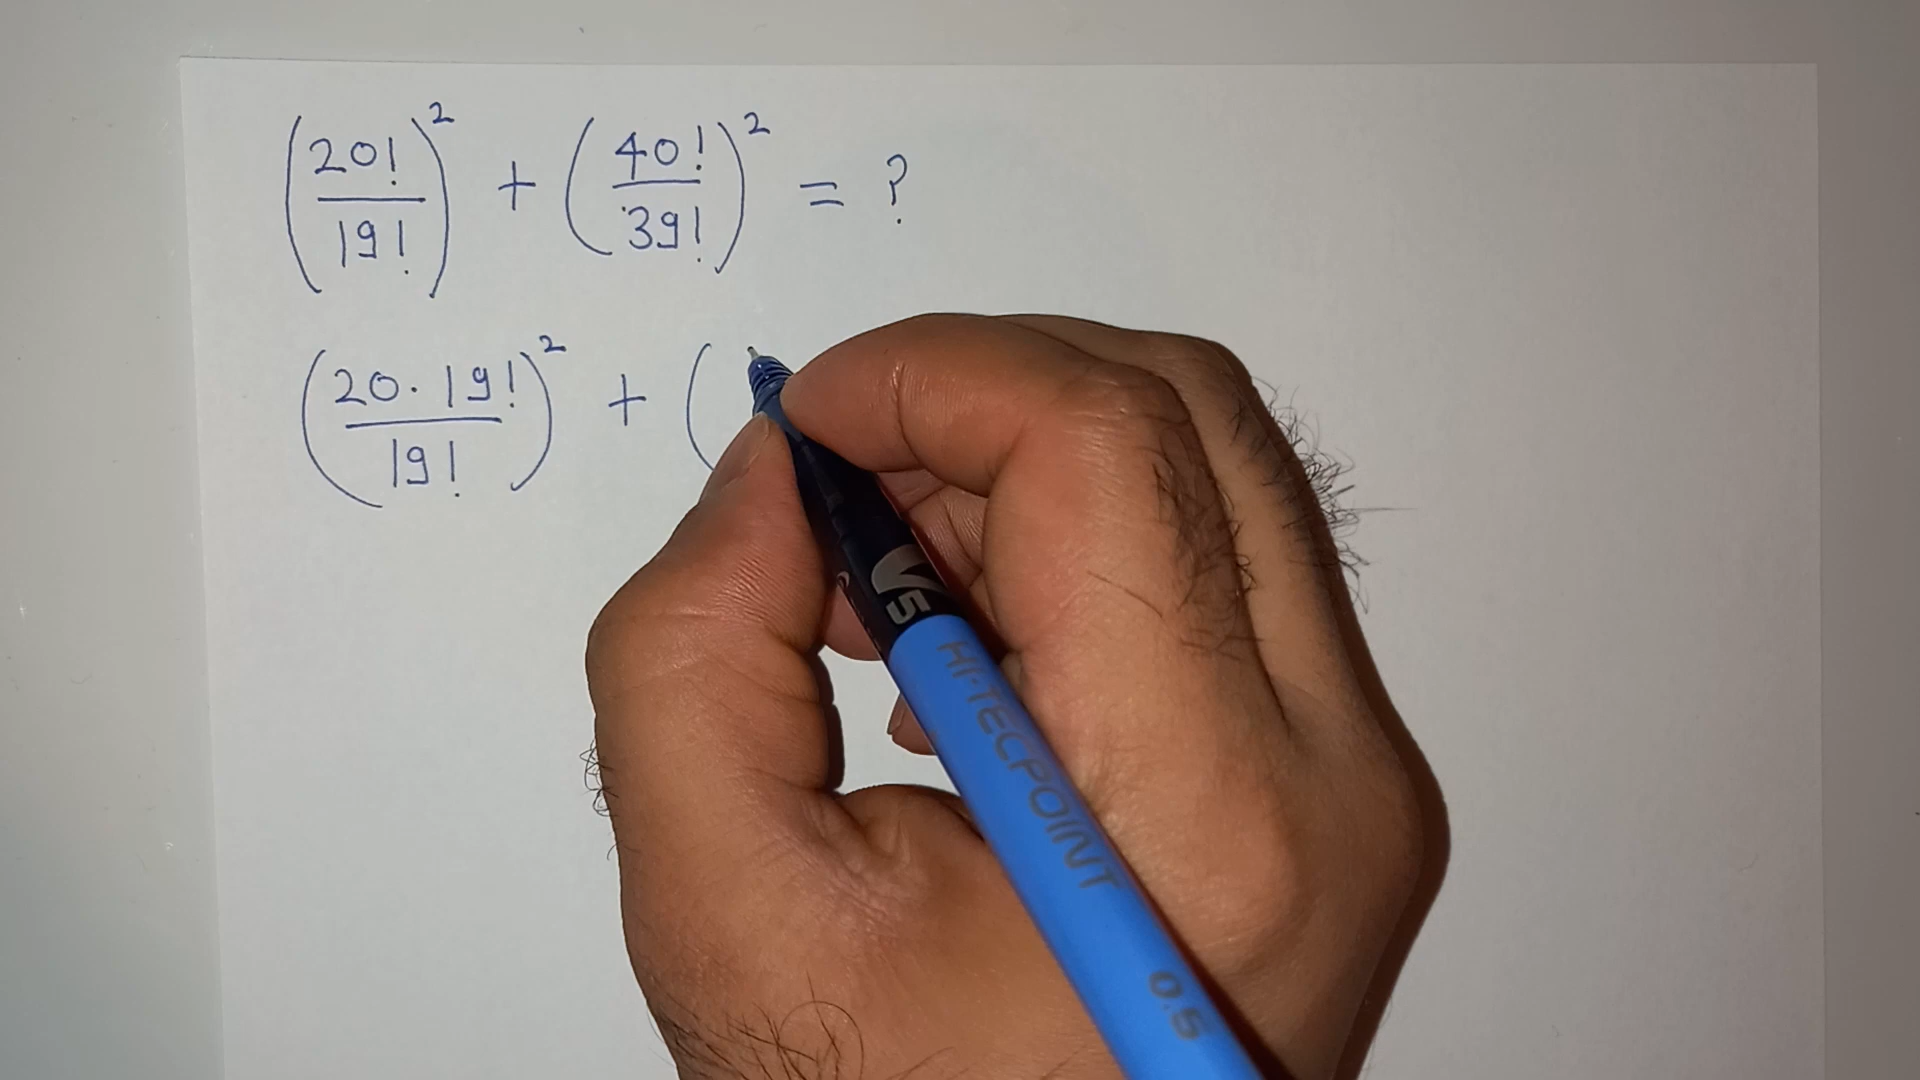 (20!/19!)² + (40!/39!)² = ?
(20·19!/19!)² + (
V5
HI-TECPOINT 0.5